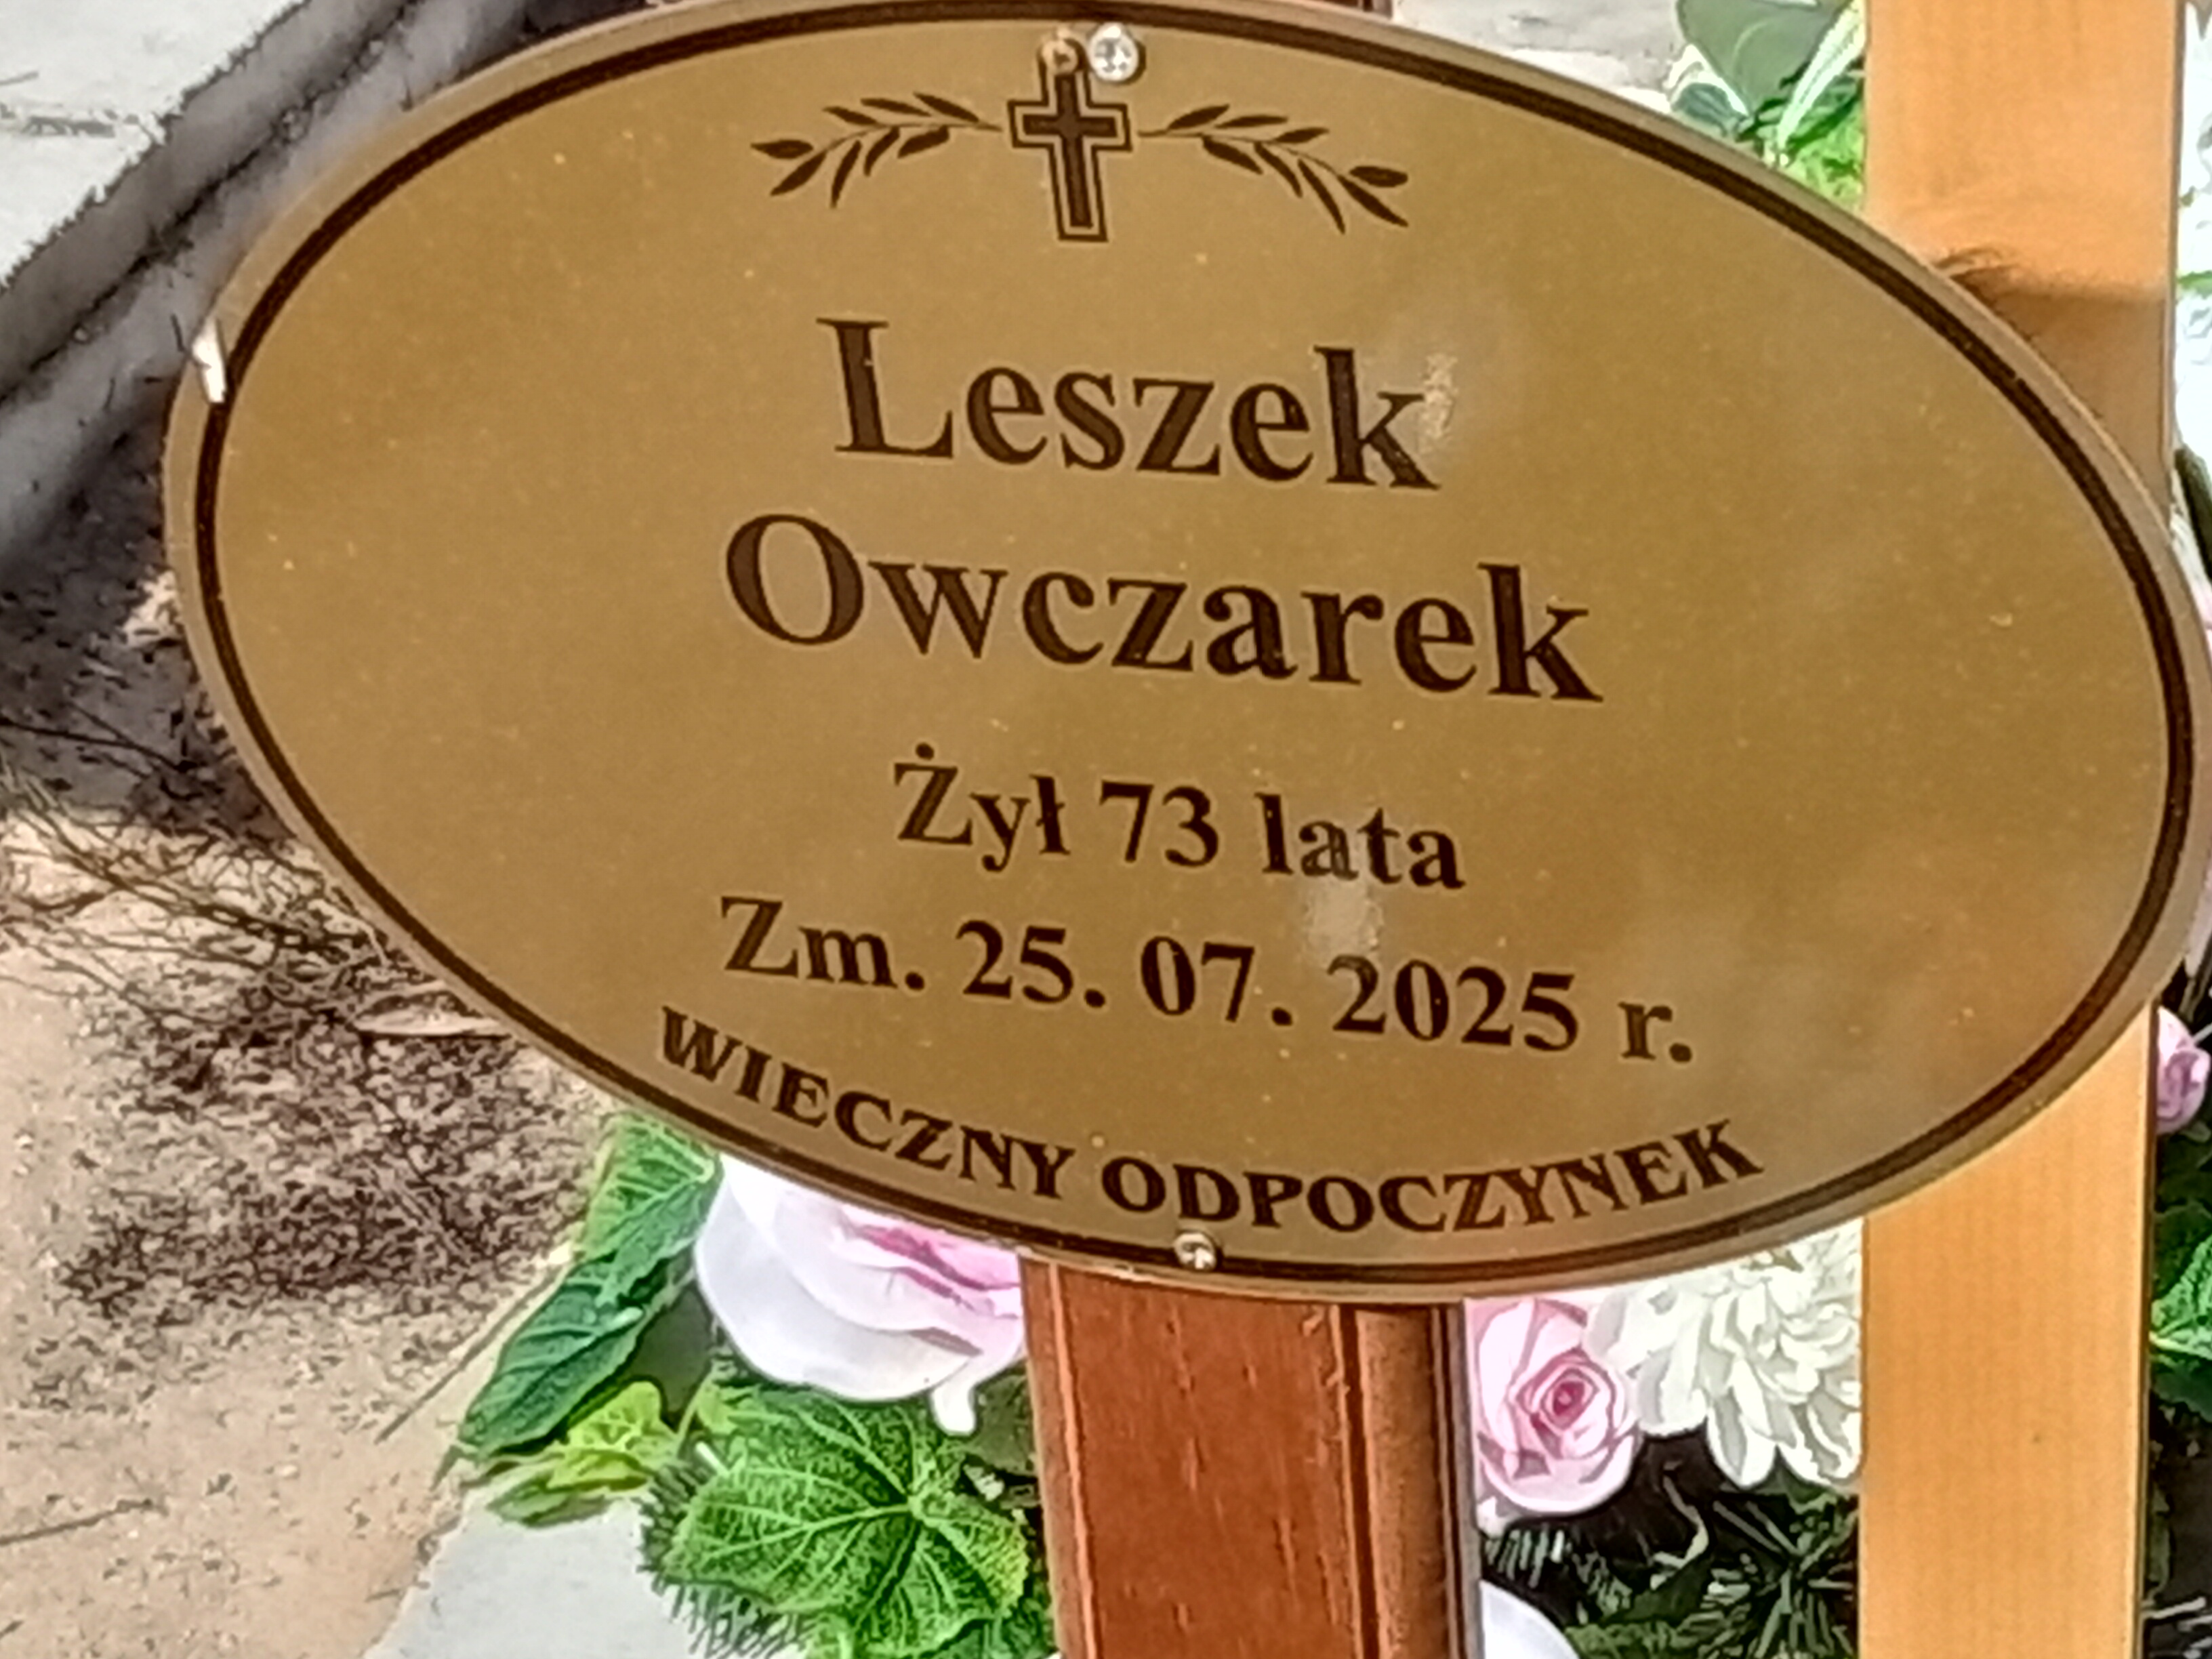 Leszek
Owczarek
Żył 73 lata
Zm. 25. 07. 2025 r.
WIECZNY ODPOCZYNEK